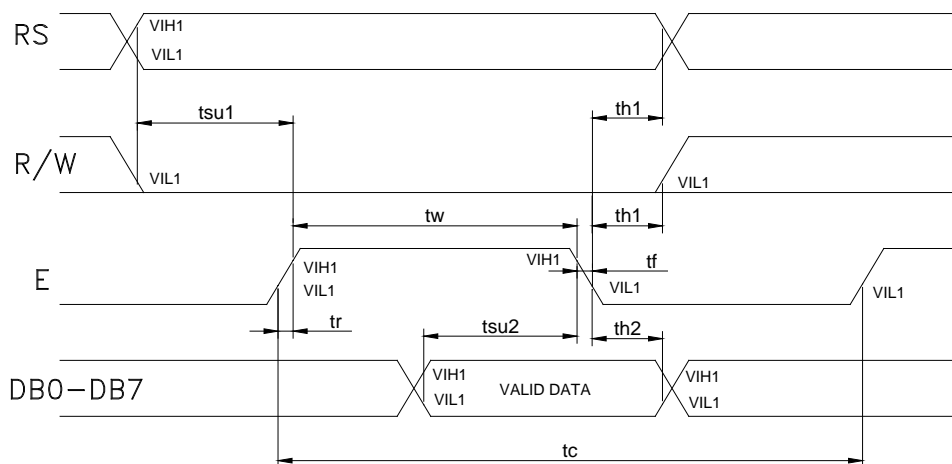 RS
VIH1
VIL1
tsu1
th1
R/W
VIL1
VIL1
tw
th1
E
VIH1
VIL1
VIH1
tf
VIL1
VIL1
tr
tsu2
th2
DB0-DB7
VIH1
VIL1
VALID DATA
VIH1
VIL1
tc